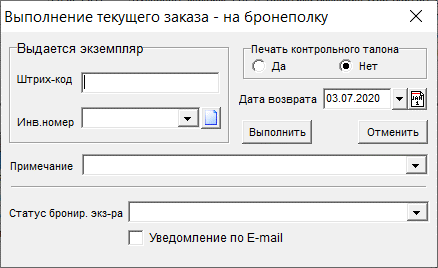 Выполнение текущего заказа - на бронеполку
Выдается экземпляр
Печать контрольного талона
Да
Нет
Штрих-код
Дата возврата 03.07.2020
Инв.номер
Выполнить
Отменить
Примечание
Статус бронир. экз-ра
Уведомление по E-mail